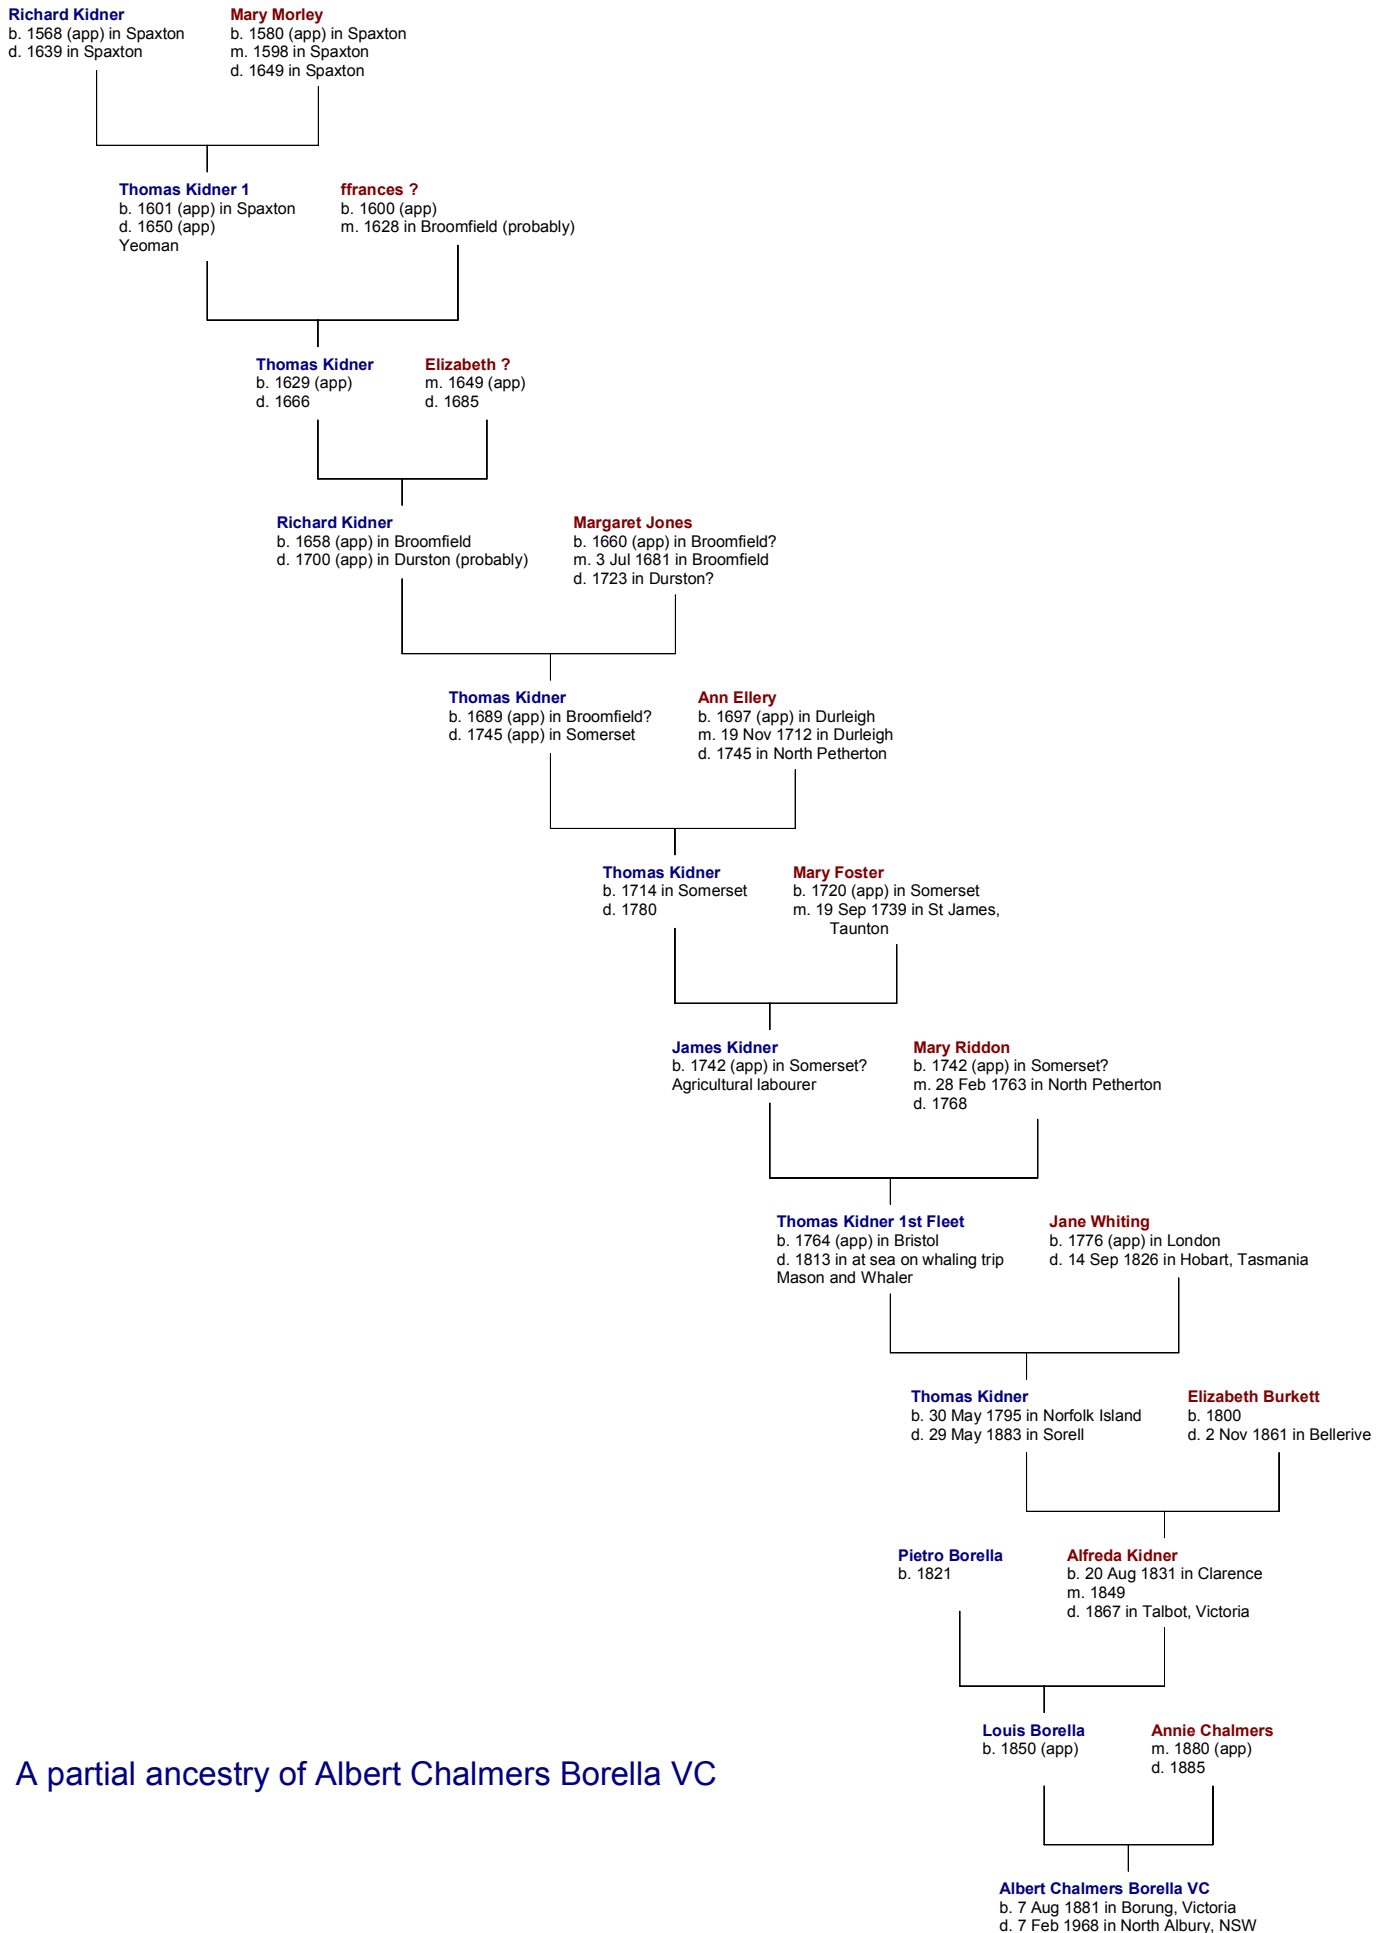 Richard Kidner
b. 1568 (app) in Spaxton
d. 1639 in Spaxton
Mary Morley
b. 1580 (app) in Spaxton
m. 1598 in Spaxton
d. 1649 in Spaxton
Thomas Kidner 1
b. 1601 (app) in Spaxton
d. 1650 (app)
Yeoman
ffrances ?
b. 1600 (app)
m. 1628 in Broomfield (probably)
Thomas Kidner
b. 1629 (app)
d. 1666
Elizabeth ?
m. 1649 (app)
d. 1685
Richard Kidner
b. 1658 (app) in Broomfield
d. 1700 (app) in Durston (probably)
Margaret Jones
b. 1660 (app) in Broomfield?
m. 3 Jul 1681 in Broomfield
d. 1723 in Durston?
Thomas Kidner
b. 1689 (app) in Broomfield?
d. 1745 (app) in Somerset
Ann Ellery
b. 1697 (app) in Durleigh
m. 19 Nov 1712 in Durleigh
d. 1745 in North Petherton
Thomas Kidner
b. 1714 in Somerset
d. 1780
Mary Foster
b. 1720 (app) in Somerset
m. 19 Sep 1739 in St James,
Taunton
James Kidner
b. 1742 (app) in Somerset?
Agricultural labourer
Mary Riddon
b. 1742 (app) in Somerset?
m. 28 Feb 1763 in North Petherton
d. 1768
Thomas Kidner 1st Fleet
b. 1764 (app) in Bristol
d. 1813 in at sea on whaling trip
Mason and Whaler
Jane Whiting
b. 1776 (app) in London
d. 14 Sep 1826 in Hobart, Tasmania
Thomas Kidner
b. 30 May 1795 in Norfolk Island
d. 29 May 1883 in Sorell
Elizabeth Burkett
b. 1800
d. 2 Nov 1861 in Bellerive
Pietro Borella
b. 1821
Alfreda Kidner
b. 20 Aug 1831 in Clarence
m. 1849
d. 1867 in Talbot, Victoria
Louis Borella
b. 1850 (app)
Annie Chalmers
m. 1880 (app)
d. 1885
A partial ancestry of Albert Chalmers Borella VC
Albert Chalmers Borella VC
b. 7 Aug 1881 in Borung, Victoria
d. 7 Feb 1968 in North Albury, NSW